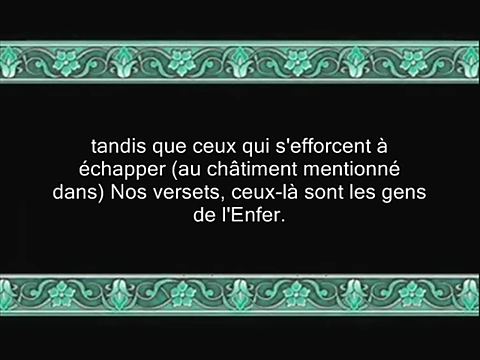 tandis que ceux qui s'efforcent à
échapper (au châtiment mentionné
dans) Nos versets, ceux-là sont les gens
de l'Enfer.